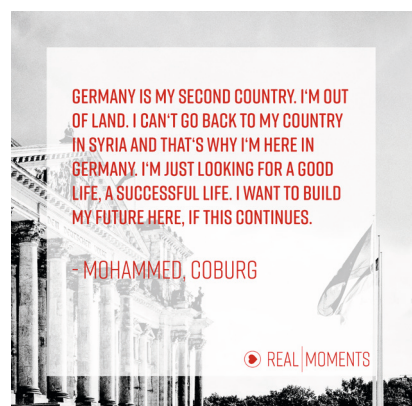 GERMANY IS MY SECOND COUNTRY. I'M OUT
OF LAND. I CAN'T GO BACK TO MY COUNTRY
IN SYRIA AND THAT'S WHY I'M HERE IN
GERMANY. I'M JUST LOOKING FOR A GOOD
LIFE, A SUCCESSFUL LIFE. I WANT TO BUILD
MY FUTURE HERE, IF THIS CONTINUES.
- MOHAMMED, COBURG
REAL|MOMENTS